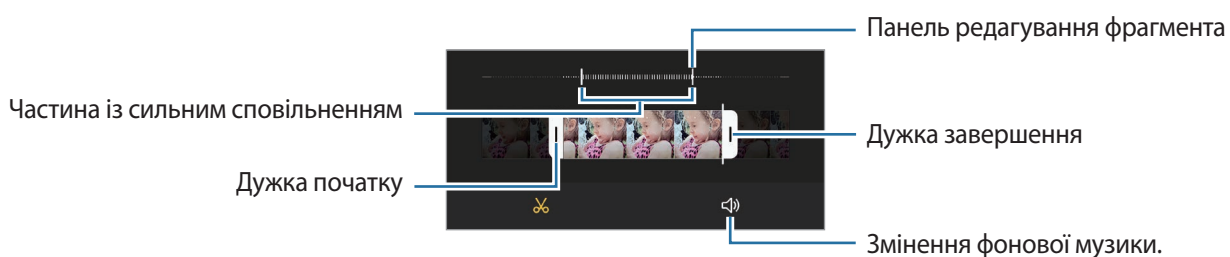 Панель редагування фрагмента
Частина із сильним сповільненням
Дужка завершення
Дужка початку
Змінення фонової музики.